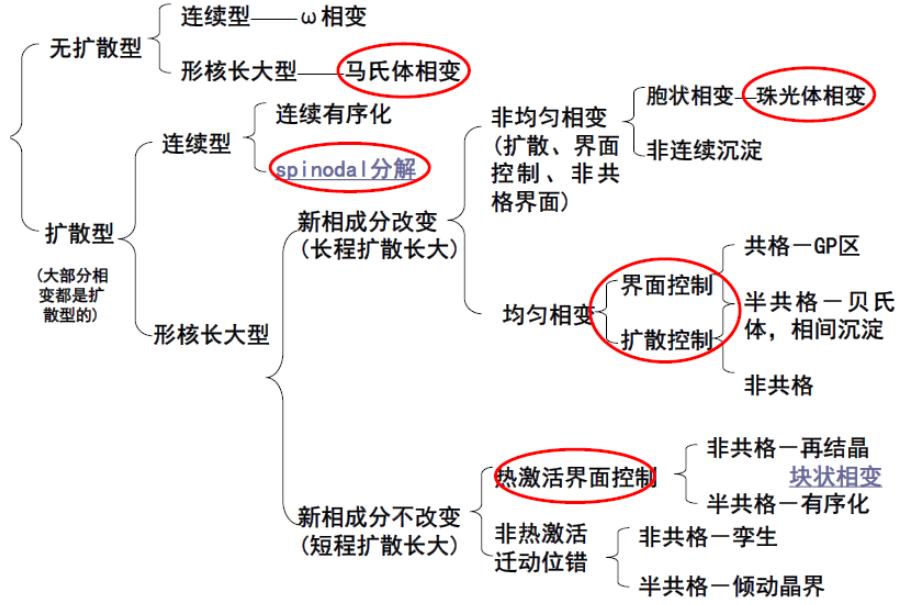 无扩散型
连续型——ω相变
形核长大型——马氏体相变
扩散型
(大部分相
变都是扩
散型的)
连续型
连续有序化
spinodal分解
形核长大型
新相成分改变
(长程扩散长大)
非均匀相变
(扩散、界面
控制、非共
格界面)
胞状相变—珠光体相变
非连续沉淀
均匀相变
界面控制
扩散控制
共格—GP区
半共格—贝氏
体，相间沉淀
非共格
新相成分不改变
(短程扩散长大)
热激活界面控制
非共格—再结晶
块状相变
半共格—有序化
非热激活
迁动位错
非共格—孪生
半共格—倾动晶界